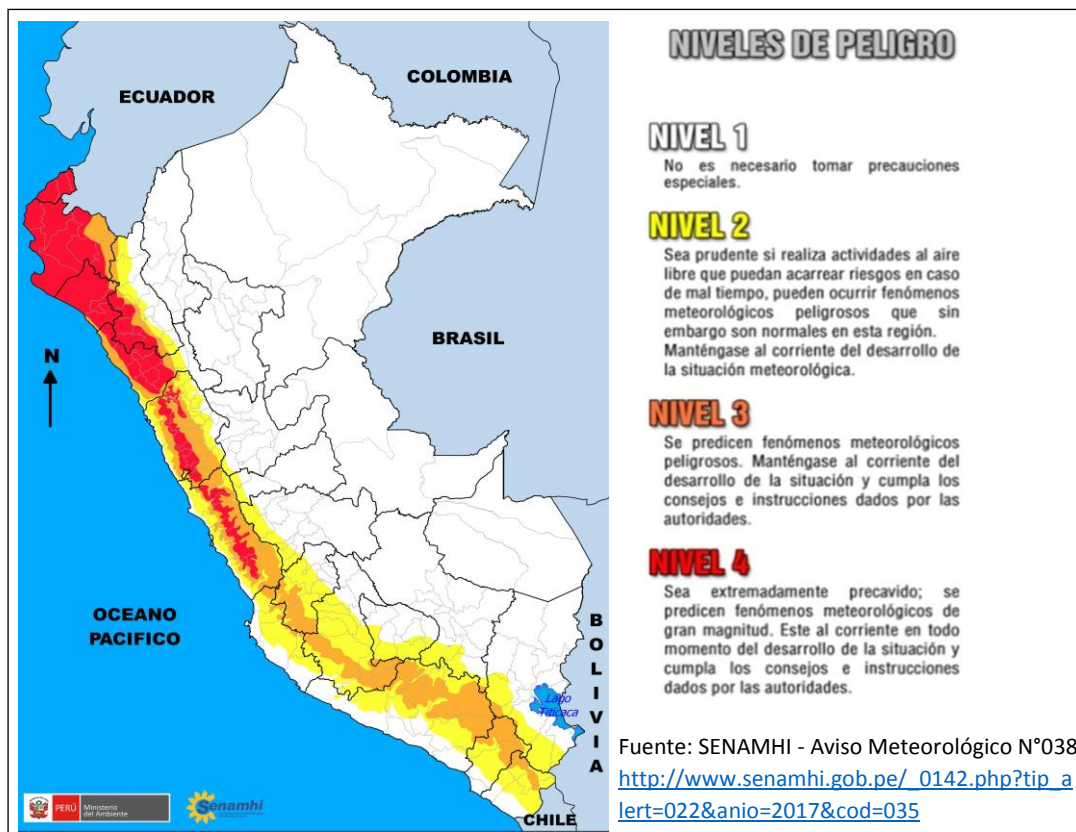 COLOMBIA
ECUADOR
BRASIL
N
OCEANO
PACIFICO
BOLIVIA
Lago
Titicaca
CHILE
PERÚ
Ministerio
del Ambiente
Senamhi
NIVELES DE PELIGRO
NIVEL 1
No es necesario tomar precauciones
especiales.
NIVEL 2
Sea prudente si realiza actividades al aire
libre que puedan acarrear riesgos en caso
de mal tiempo, pueden ocurrir fenómenos
meteorológicos peligrosos que sin
embargo son normales en esta región.
Manténgase al corriente del desarrollo de
la situación meteorológica.
NIVEL 3
Se predicen fenómenos meteorológicos
peligrosos. Manténgase al corriente del
desarrollo de la situación y cumpla los
consejos e instrucciones dados por las
autoridades.
NIVEL 4
Sea extremadamente precavido; se
predicen fenómenos meteorológicos de
gran magnitud. Este al corriente en todo
momento del desarrollo de la situación y
cumpla los consejos e instrucciones
dados por las autoridades.
Fuente: SENAMHI - Aviso Meteorológico N°038
http://www.senamhi.gob.pe/_0142.php?tip_a
lert=022&anio=2017&cod=035